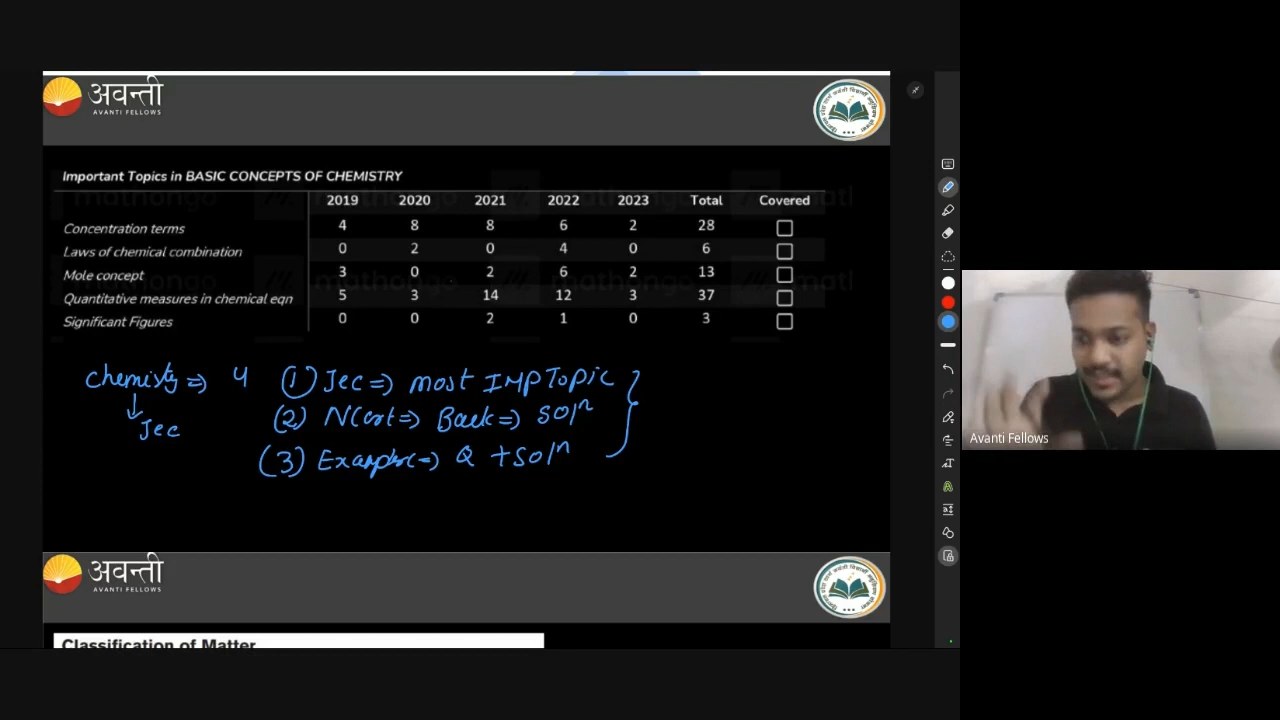 अवन्ती
AVANTI FELLOWS
Important Topics in BASIC CONCEPTS OF CHEMISTRY
2019 2020 2021 2022 2023 Total Covered
Concentration terms 4 8 8 6 2 28
Laws of chemical combination 0 2 0 4 0 6
Mole concept 3 0 2 6 2 13
Quantitative measures in chemical eqn 5 3 14 12 3 37
Significant Figures 0 0 2 1 0 3
Chemisty => 4 (1) Jee => most IMP TOPIC
Jee (2) NCert => Back => Solⁿ
(3) Examples => Q + Solⁿ
Avanti Fellows
अवन्ती
AVANTI FELLOWS
Classification of Matter